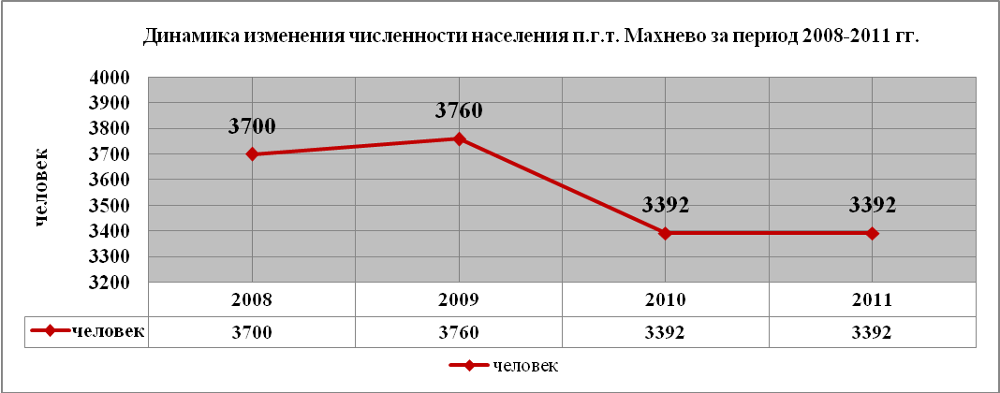 Динамика изменения численности населения п.г.т. Махнево за период 2008-2011 гг.
человек
4000
3900
3800
3700
3600
3500
3400
3300
3200
3700
3760
3392
3392
2008 2009 2010 2011
человек 3700 3760 3392 3392
человек